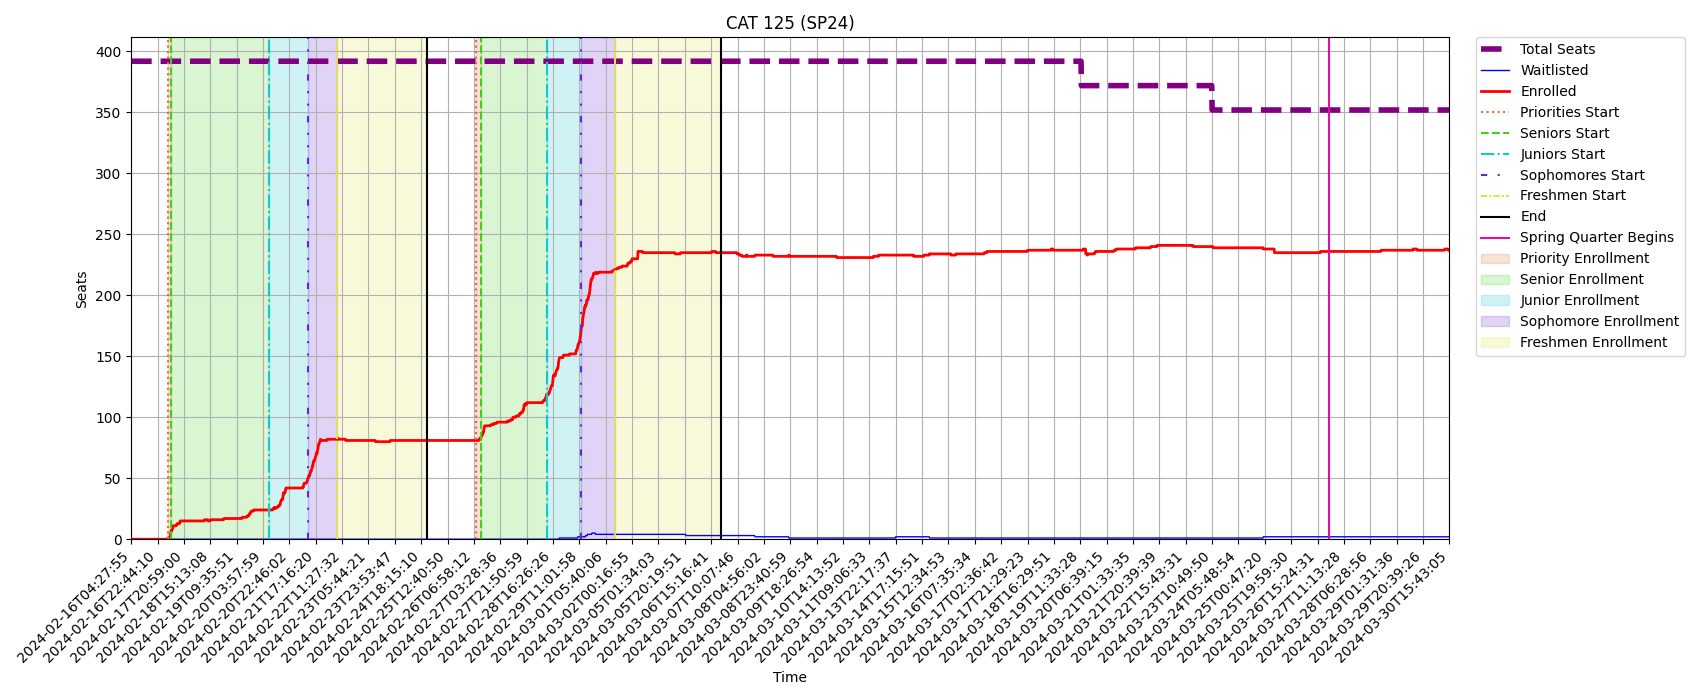 CAT 125 (SP24)
400
350
300
250
200
150
100
50
0
Seats
2024-02-16T04:27:55
2024-02-16T22:44:10
2024-02-17T20:59:00
2024-02-18T15:13:08
2024-02-19T09:35:51
2024-02-20T03:57:59
2024-02-20T22:46:02
2024-02-21T17:16:20
2024-02-22T11:27:32
2024-02-23T05:44:21
2024-02-23T23:53:47
2024-02-24T18:15:10
2024-02-25T12:40:50
2024-02-26T06:58:12
2024-02-27T03:28:36
2024-02-27T21:50:59
2024-02-28T16:26:26
2024-02-29T11:01:58
2024-03-01T05:40:06
2024-03-02T00:16:55
2024-03-05T01:34:03
2024-03-05T20:19:51
2024-03-06T15:16:41
2024-03-07T10:07:46
2024-03-08T04:56:02
2024-03-08T23:40:59
2024-03-09T18:26:54
2024-03-10T14:13:52
2024-03-11T09:06:33
2024-03-13T22:17:37
2024-03-14T17:15:51
2024-03-15T12:34:53
2024-03-16T07:35:34
2024-03-17T02:36:42
2024-03-17T21:29:23
2024-03-18T16:29:51
2024-03-19T11:33:28
2024-03-20T06:39:15
2024-03-21T01:33:35
2024-03-21T20:39:39
2024-03-22T15:43:31
2024-03-23T10:49:50
2024-03-24T05:48:54
2024-03-25T00:47:20
2024-03-25T19:59:30
2024-03-26T15:24:31
2024-03-27T11:13:28
2024-03-28T06:28:56
2024-03-29T01:31:36
2024-03-29T20:39:26
2024-03-30T15:43:05
Time
Total Seats
Waitlisted
Enrolled
Priorities Start
Seniors Start
Juniors Start
Sophomores Start
Freshmen Start
End
Spring Quarter Begins
Priority Enrollment
Senior Enrollment
Junior Enrollment
Sophomore Enrollment
Freshmen Enrollment